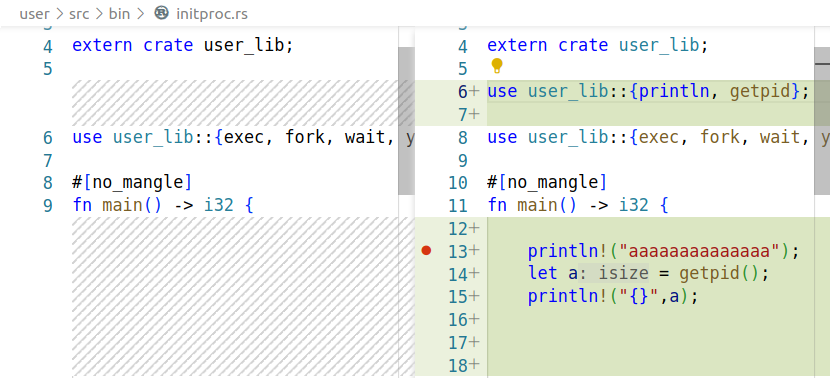 user > src > bin > initproc.rs
4 extern crate user_lib;
5
6 use user_lib::{exec, fork, wait, y
7
8 #[no_mangle]
9 fn main() -> i32 {
4 extern crate user_lib;
5
6+ use user_lib::{println, getpid};
7+
8 use user_lib::{exec, fork, wait, y
9
10 #[no_mangle]
11 fn main() -> i32 {
12+
13+ println!("aaaaaaaaaaaaaa");
14+ let a: isize = getpid();
15+ println!("{}",a);
16+
17+
18+